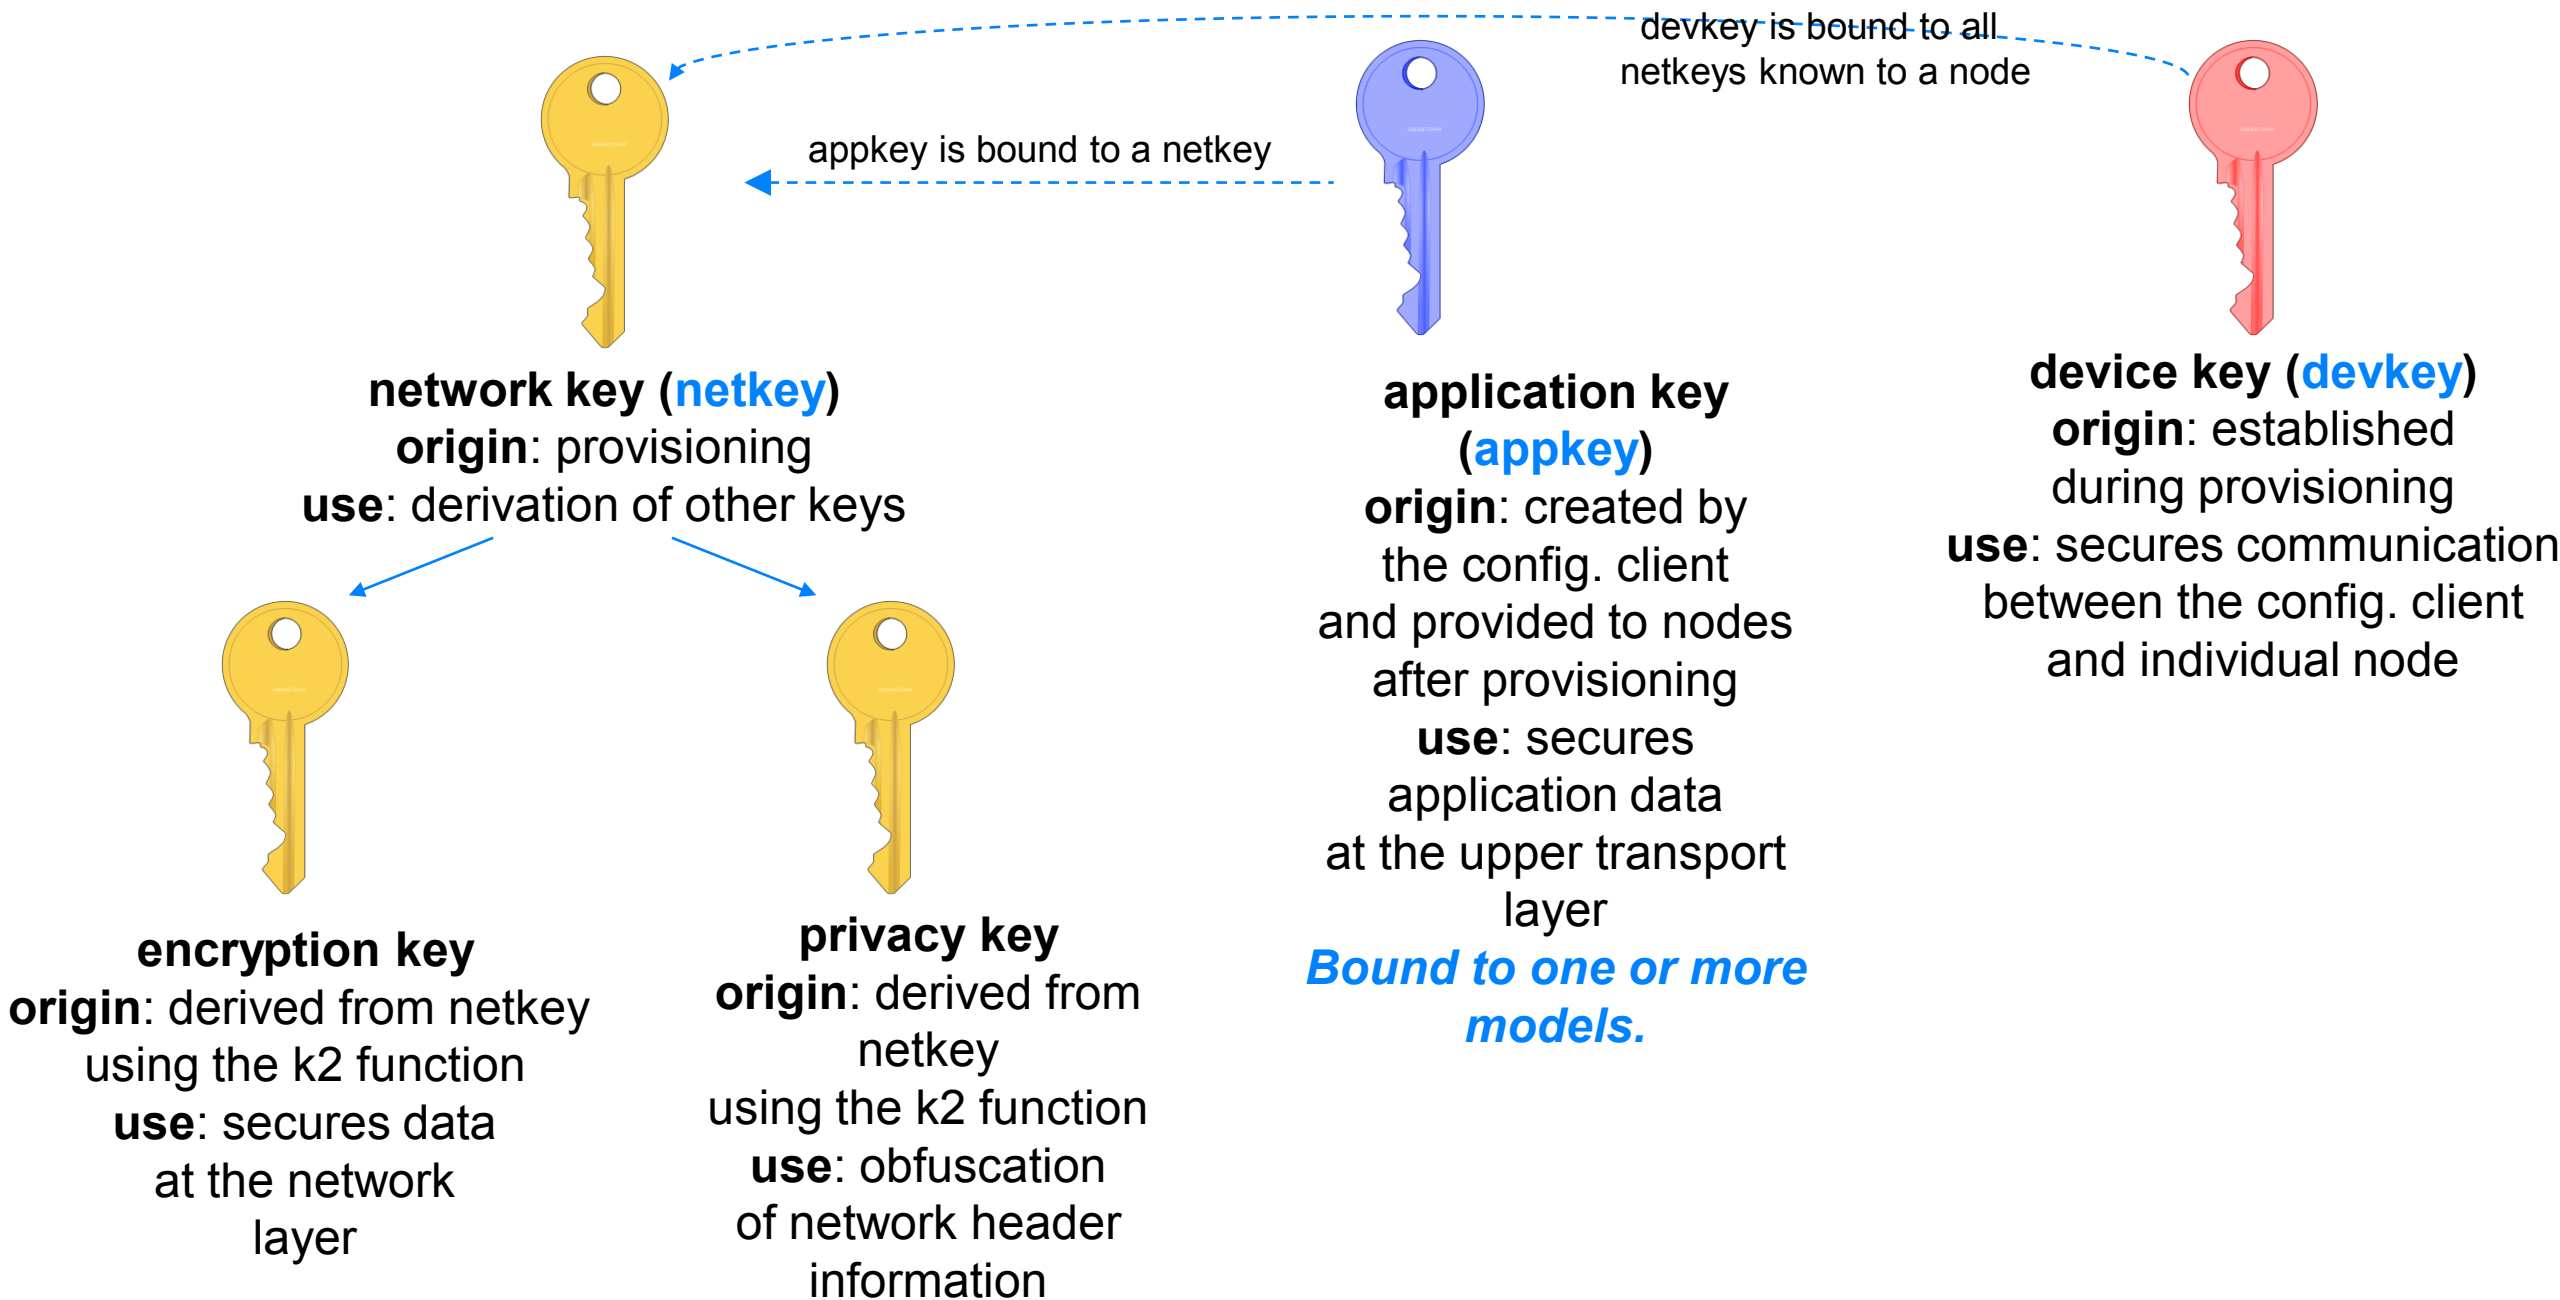 devkey is bound to all
netkeys known to a node
appkey is bound to a netkey
network key (netkey)
origin: provisioning
use: derivation of other keys
application key
(appkey)
origin: created by
the config. client
and provided to nodes
after provisioning
use: secures
application data
at the upper transport
layer
Bound to one or more
models.
device key (devkey)
origin: established
during provisioning
use: secures communication
between the config. client
and individual node
encryption key
origin: derived from netkey
using the k2 function
use: secures data
at the network
layer
privacy key
origin: derived from
netkey
using the k2 function
use: obfuscation
of network header
information